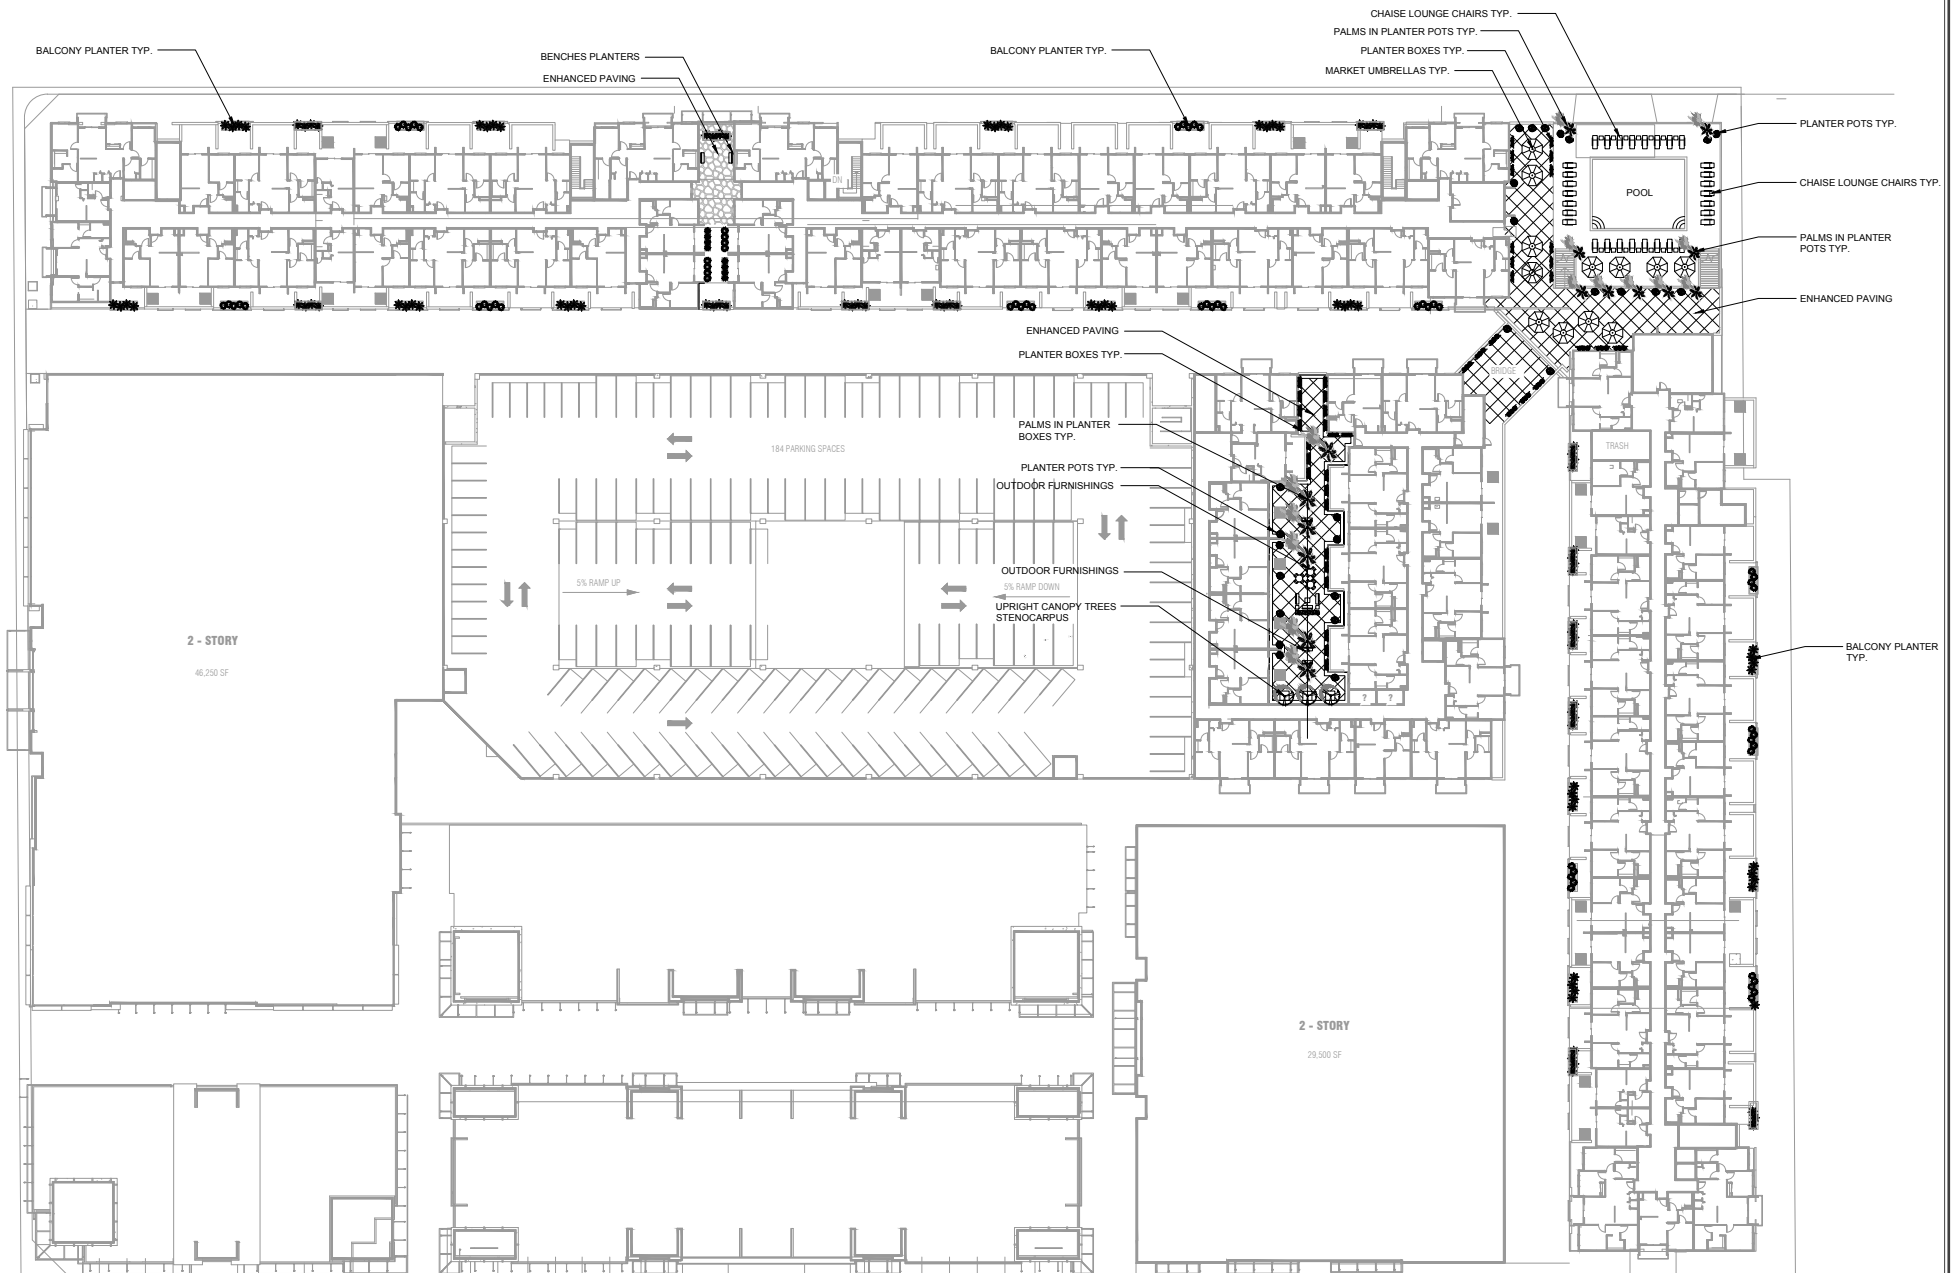 CHAISE LOUNGE CHAIRS TYP.
PALMS IN PLANTER POTS TYP.
BALCONY PLANTER TYP.
BENCHES PLANTERS
BALCONY PLANTER TYP.
PLANTER BOXES TYP.
ENHANCED PAVING
MARKET UMBRELLAS TYP.
PLANTER POTS TYP.
DN
POOL
CHAISE LOUNGE CHAIRS TYP.
PALMS IN PLANTER
POTS TYP.
ENHANCED PAVING
ENHANCED PAVING
PLANTER BOXES TYP.
BRIDGE
PALMS IN PLANTER
BOXES TYP.
184 PARKING SPACES
TRASH
PLANTER POTS TYP.
OUTDOOR FURNISHINGS
OUTDOOR FURNISHINGS
5% RAMP UP
5% RAMP DOWN
UPRIGHT CANOPY TREES
STENOCARPUS
2 - STORY
46,250 SF
BALCONY PLANTER
TYP.
? ?
2 - STORY
29,500 SF